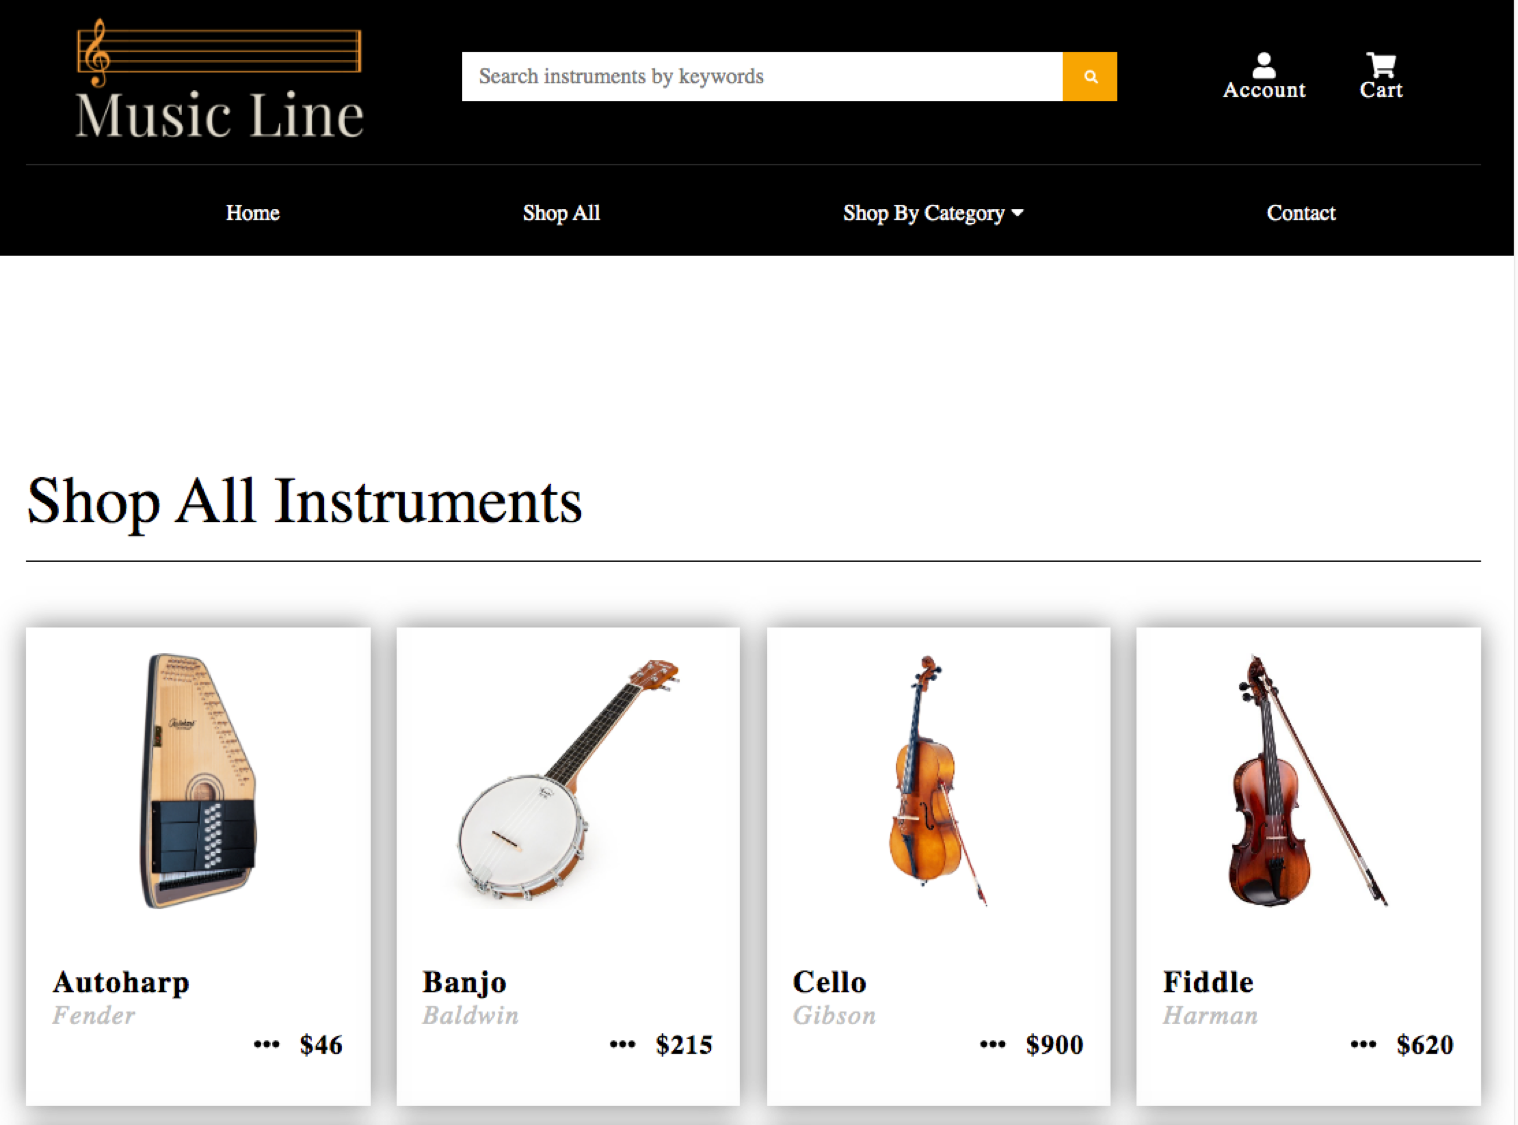 Music Line
Search instruments by keywords
Account
Cart
Home
Shop All
Shop By Category
Contact
Shop All Instruments
Autoharp
Fender
••• $46
Banjo
Baldwin
••• $215
Cello
Gibson
••• $900
Fiddle
Harman
••• $620